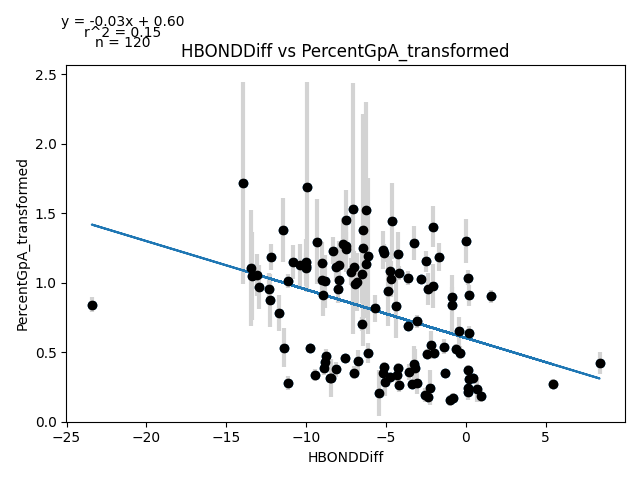 y = -0.03x + 0.60
r^2 = 0.15
n = 120
HBONDDiff vs PercentGpA_transformed
PercentGpA_transformed
2.5
2.0
1.5
1.0
0.5
0.0
−25 −20 −15 −10 −5 0 5
HBONDDiff